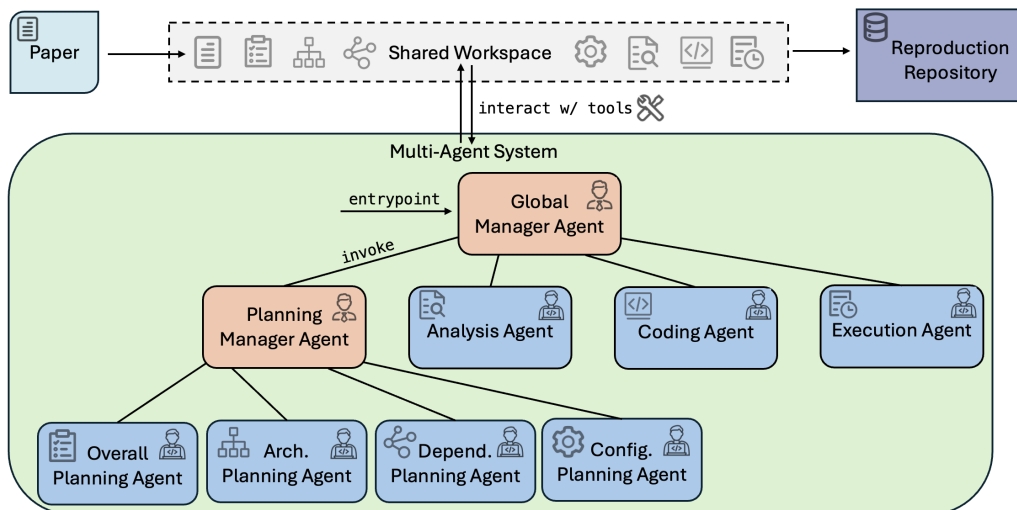 Paper
Shared Workspace
Reproduction
Repository
interact w/ tools
Multi-Agent System
entrypoint
Global
Manager Agent
invoke
Planning
Manager Agent
Analysis Agent
Coding Agent
Execution Agent
Overall
Planning Agent
Arch.
Planning Agent
Depend.
Planning Agent
Config.
Planning Agent